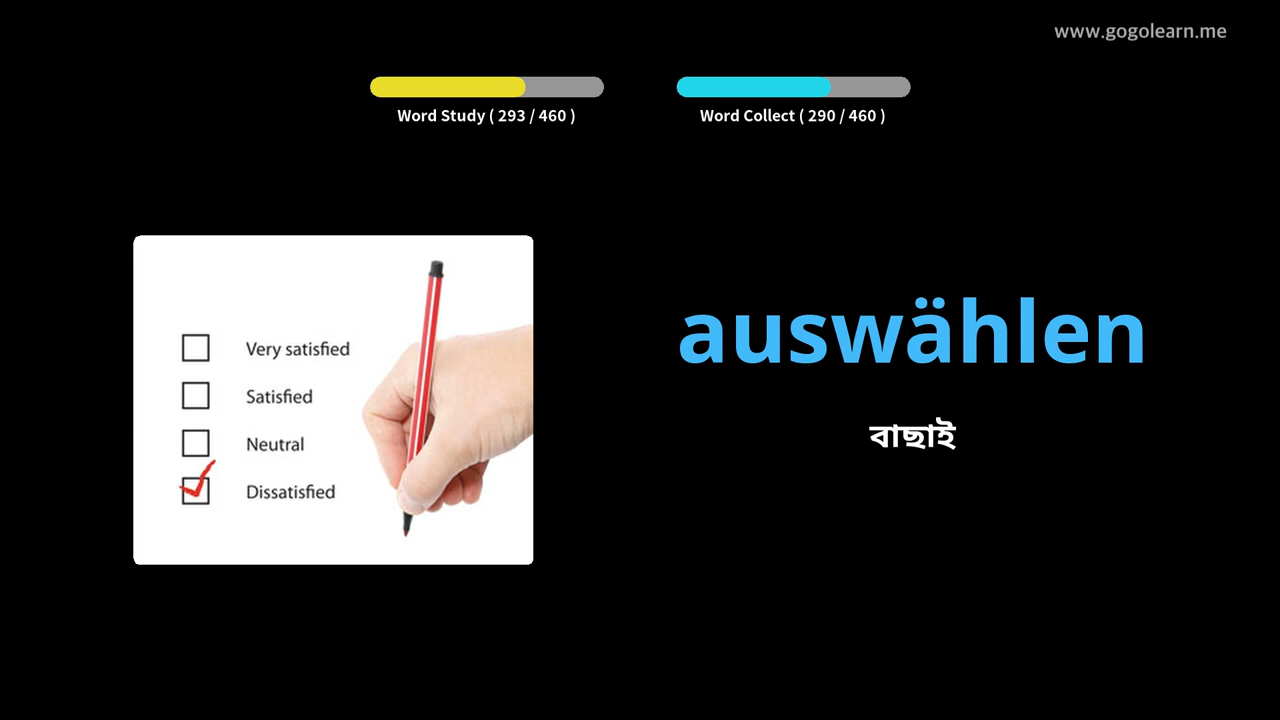 www.gogolearn.me
Word Study ( 293 / 460 )
Word Collect ( 290 / 460 )
Very satisfied
Satisfied
Neutral
Dissatisfied
auswählen
বাছাই